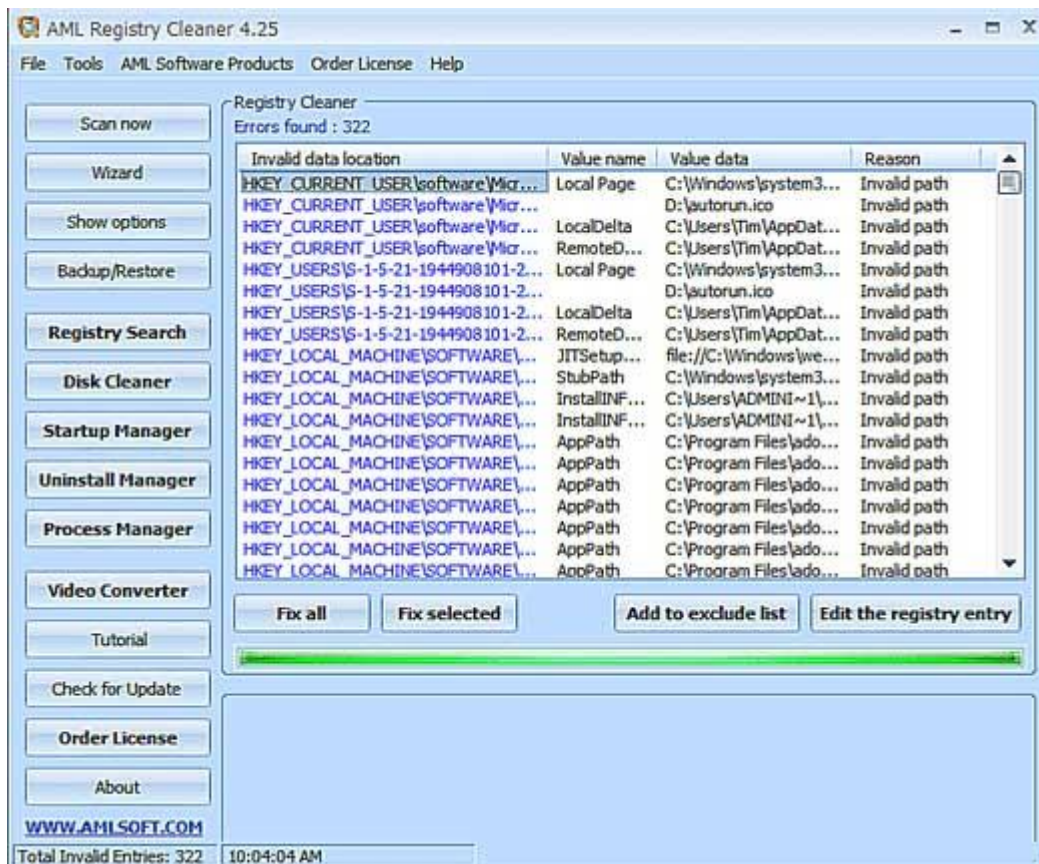 AML Registry Cleaner 4.25
File Tools AML Software Products Order License Help
Scan now
Wizard
Show options
Backup/Restore
Registry Search
Disk Cleaner
Startup Manager
Uninstall Manager
Process Manager
Video Converter
Tutorial
Check for Update
Order License
About
WWW.AMLSOFT.COM
Registry Cleaner
Errors found : 322
Invalid data location Value name Value data Reason
HKEY_CURRENT_USER\software\Micr... Local Page C:\Windows\system3... Invalid path
HKEY_CURRENT_USER\software\Micr... D:\autorun.ico Invalid path
HKEY_CURRENT_USER\software\Micr... LocalDelta C:\Users\Tim\AppDat... Invalid path
HKEY_CURRENT_USER\software\Micr... RemoteD... C:\Users\Tim\AppDat... Invalid path
HKEY_USERS\S-1-5-21-1944908101-2... Local Page C:\Windows\system3... Invalid path
HKEY_USERS\S-1-5-21-1944908101-2... D:\autorun.ico Invalid path
HKEY_USERS\S-1-5-21-1944908101-2... LocalDelta C:\Users\Tim\AppDat... Invalid path
HKEY_USERS\S-1-5-21-1944908101-2... RemoteD... C:\Users\Tim\AppDat... Invalid path
HKEY_LOCAL_MACHINE\SOFTWARE\... JITSetup... file://C:\Windows\we... Invalid path
HKEY_LOCAL_MACHINE\SOFTWARE\... StubPath C:\Windows\system3... Invalid path
HKEY_LOCAL_MACHINE\SOFTWARE\... InstallINF... C:\Users\ADMINI~1\... Invalid path
HKEY_LOCAL_MACHINE\SOFTWARE\... InstallINF... C:\Users\ADMINI~1\... Invalid path
HKEY_LOCAL_MACHINE\SOFTWARE\... AppPath C:\Program Files\ado... Invalid path
HKEY_LOCAL_MACHINE\SOFTWARE\... AppPath C:\Program Files\ado... Invalid path
HKEY_LOCAL_MACHINE\SOFTWARE\... AppPath C:\Program Files\ado... Invalid path
HKEY_LOCAL_MACHINE\SOFTWARE\... AppPath C:\Program Files\ado... Invalid path
HKEY_LOCAL_MACHINE\SOFTWARE\... AppPath C:\Program Files\ado... Invalid path
HKEY_LOCAL_MACHINE\SOFTWARE\... AppPath C:\Program Files\ado... Invalid path
HKEY_LOCAL_MACHINE\SOFTWARE\... AppPath C:\Program Files\ado... Invalid path
Fix all Fix selected Add to exclude list Edit the registry entry
Total Invalid Entries: 322 10:04:04 AM